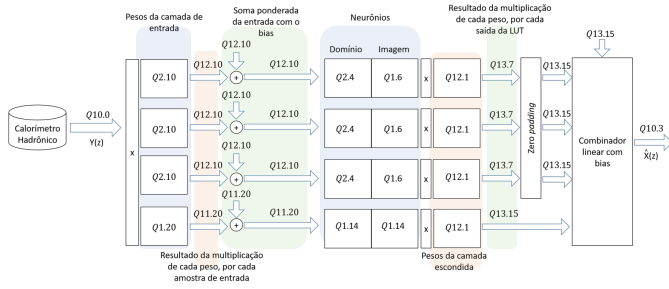 Pesos da camada de
entrada
Soma ponderada
da entrada com o
bias
Neurônios
Resultado da multiplicação
de cada peso, por cada
saída da LUT
Domínio
Imagem
Q13.15
Q12.10
Q12.10
Q12.10
Q13.7
Q13.15
Q2.10
+
Q2.4
Q1.6
x
Q12.1
Q12.10
Q12.10
Q12.10
Q13.7
Q13.15
Q2.10
+
Q2.4
Q1.6
x
Q12.1
Q10.0
Calorímetro
Hadrônico
Y(z)
x
Zero padding
Combinador
linear com
bias
Q10.3
X̂(z)
Q12.10
Q12.10
Q12.10
Q13.7
Q13.15
Q2.10
+
Q2.4
Q1.6
x
Q12.1
Q11.20
Q11.20
Q11.20
Q13.15
Q1.20
+
Q1.14
Q1.14
x
Q12.1
Resultado da multiplicação
de cada peso, por cada
amostra de entrada
Pesos da camada
escondida